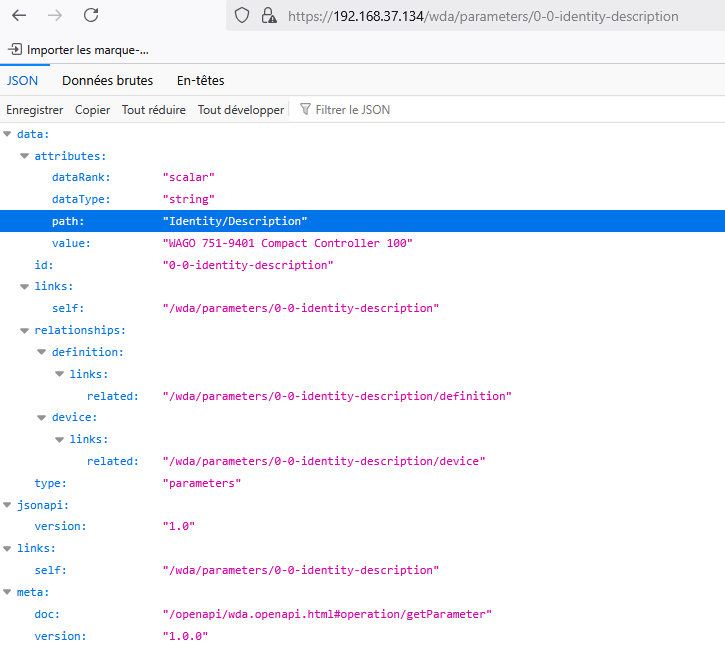 https://192.168.37.134/wda/parameters/0-0-identity-description
Importer les marque-...
JSON Données brutes En-têtes
Enregistrer Copier Tout réduire Tout développer Filtrer le JSON
data:
attributes:
dataRank: "scalar"
dataType: "string"
path: "Identity/Description"
value: "WAGO 751-9401 Compact Controller 100"
id: "0-0-identity-description"
links:
self: "/wda/parameters/0-0-identity-description"
relationships:
definition:
links:
related: "/wda/parameters/0-0-identity-description/definition"
device:
links:
related: "/wda/parameters/0-0-identity-description/device"
type: "parameters"
jsonapi:
version: "1.0"
links:
self: "/wda/parameters/0-0-identity-description"
meta:
doc: "/openapi/wda.openapi.html#operation/getParameter"
version: "1.0.0"